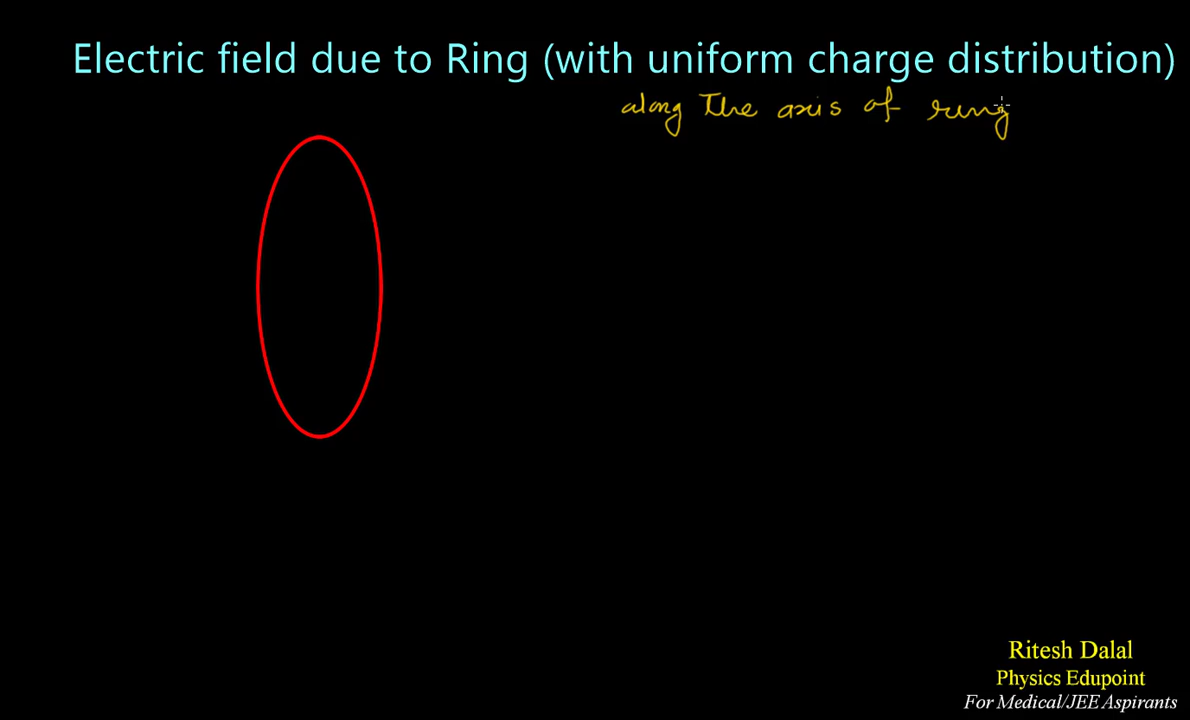 Electric field due to Ring (with uniform charge distribution)
along The axis of ring
Ritesh Dalal
Physics Edupoint
For Medical/JEE Aspirants